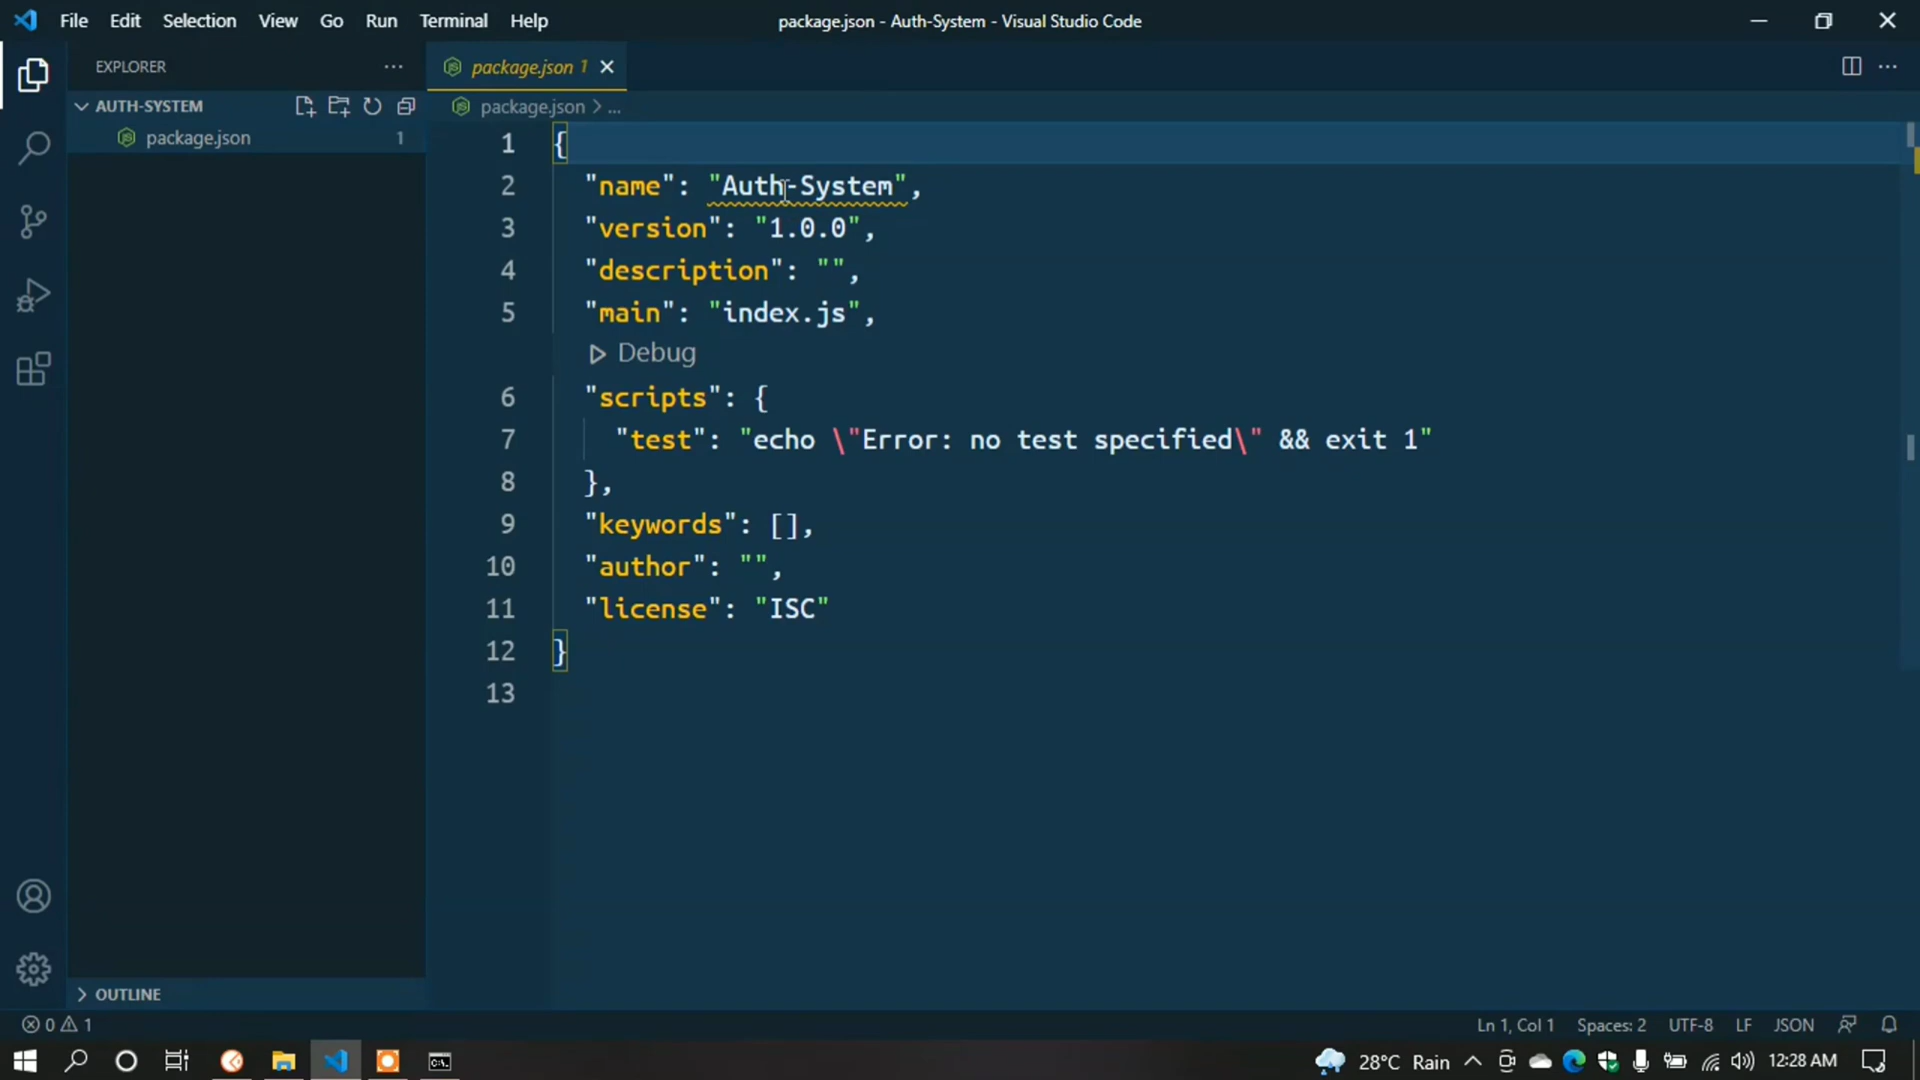 File Edit Selection View Go Run Terminal Help
package.json - Auth-System - Visual Studio Code
EXPLORER
AUTH-SYSTEM
package.json 1
OUTLINE
package.json 1
package.json > ...
1 {
2 "name": "Auth-System",
3 "version": "1.0.0",
4 "description": "",
5 "main": "index.js",
Debug
6 "scripts": {
7 "test": "echo \"Error: no test specified\" && exit 1"
8 },
9 "keywords": [],
10 "author": "",
11 "license": "ISC"
12 }
13
0 1
Ln 1, Col 1 Spaces: 2 UTF-8 LF JSON
28°C Rain 12:28 AM